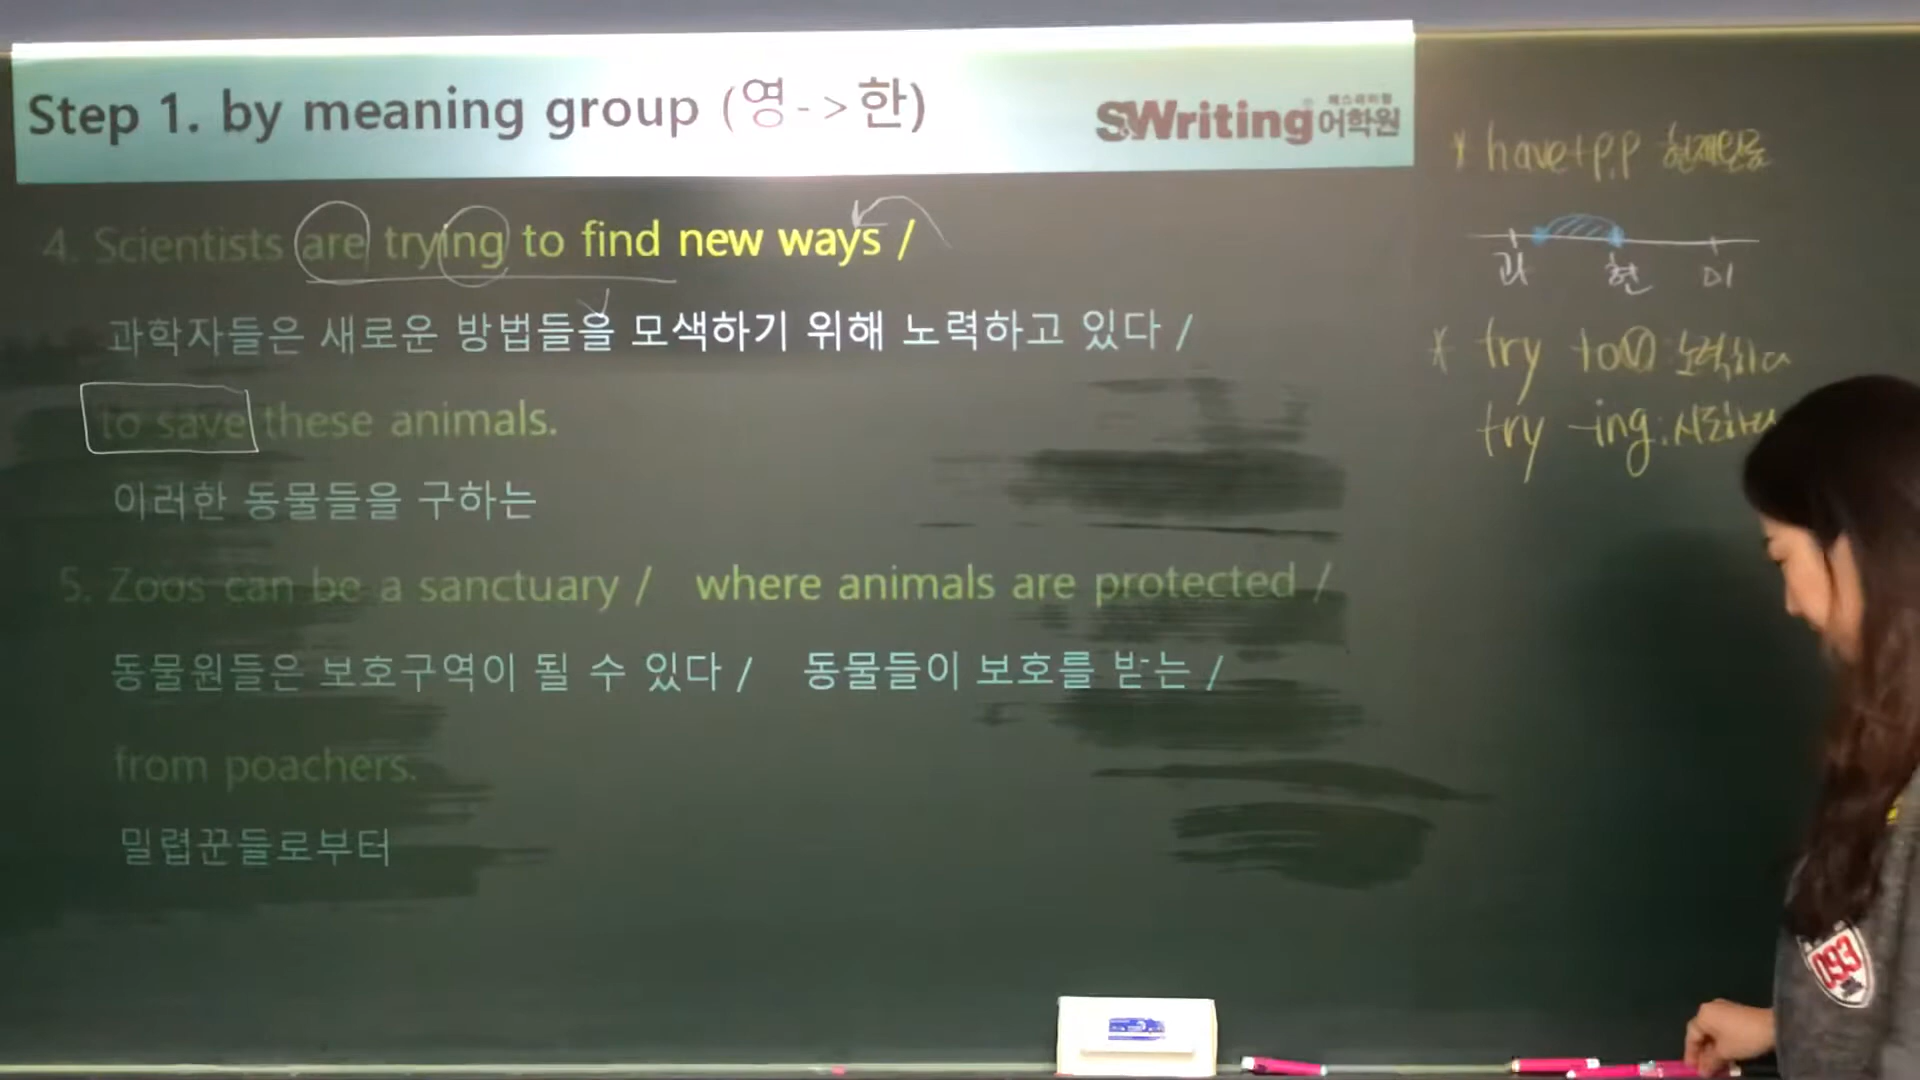 Step 1. by meaning group (영-> 한)
SWriting 어학원
4. Scientists are trying to find new ways /
과학자들은 새로운 방법들을 모색하기 위해 노력하고 있다 /
to save these animals.
이러한 동물들을 구하는
5. Zoos can be a sanctuary / where animals are protected /
동물원들은 보호구역이 될 수 있다 / 동물들이 보호를 받는 /
from poachers.
밀렵꾼들로부터
* have+p.p 현재완료
과 현 미
* try to ⓥ 노력하다
try -ing : 시도하다
093